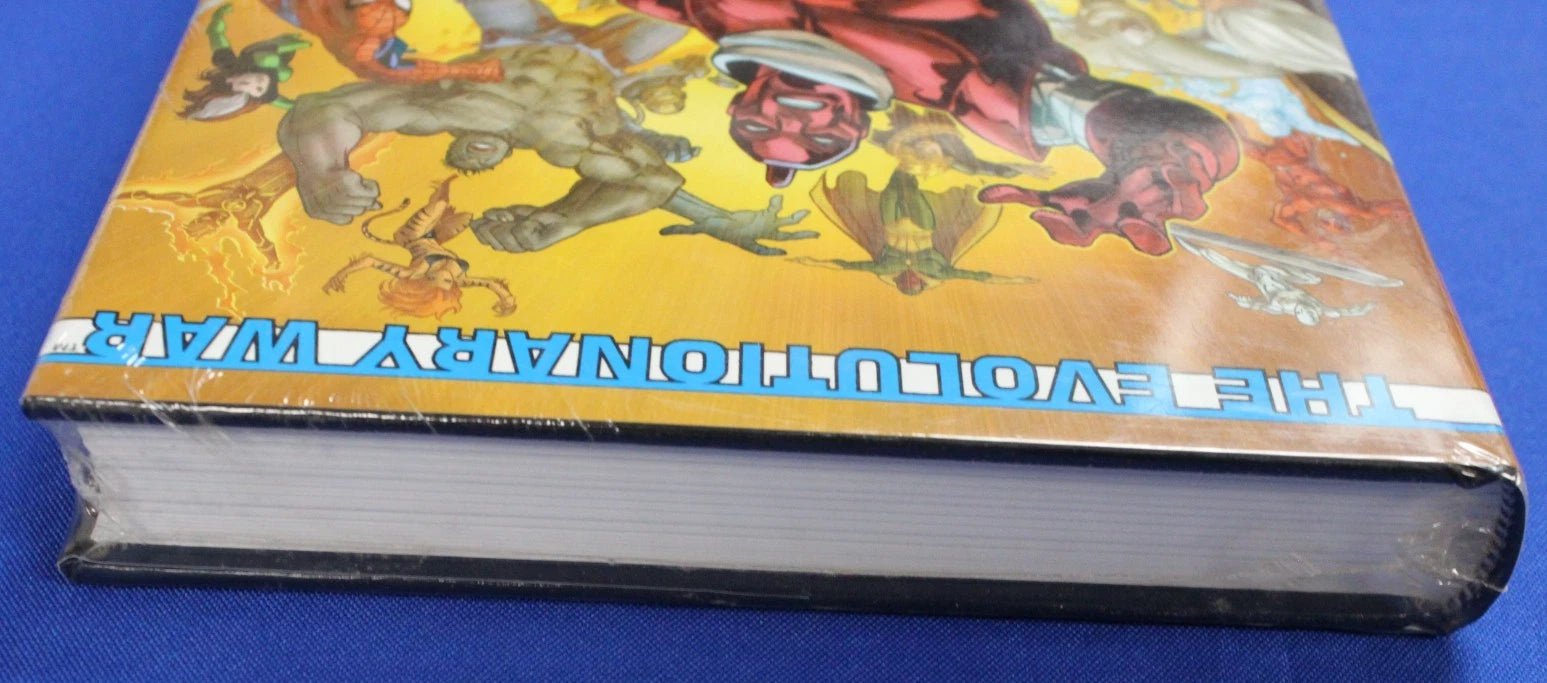 THE EVOLUTIONARY WAR